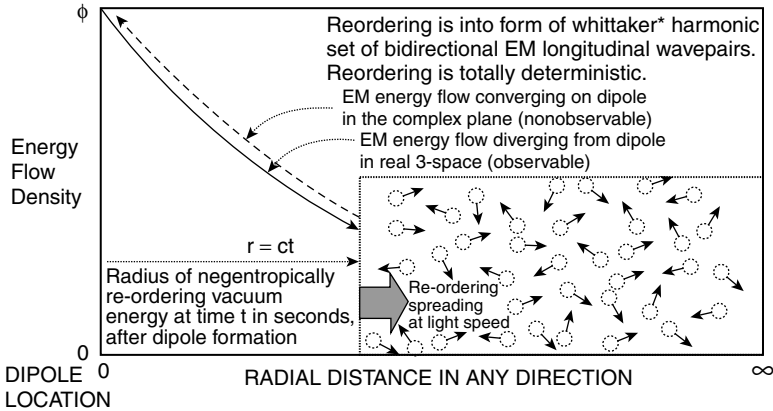 ϕ
Reordering is into form of whittaker* harmonic
set of bidirectional EM longitudinal wavepairs.
Reordering is totally deterministic.
EM energy flow converging on dipole
in the complex plane (nonobservable)
EM energy flow diverging from dipole
in real 3-space (observable)
Energy
Flow
Density
r = ct
Radius of negentropically
re-ordering vacuum
energy at time t in seconds,
after dipole formation
Re-ordering
spreading
at light speed
0
DIPOLE
LOCATION
0
RADIAL DISTANCE IN ANY DIRECTION
∞